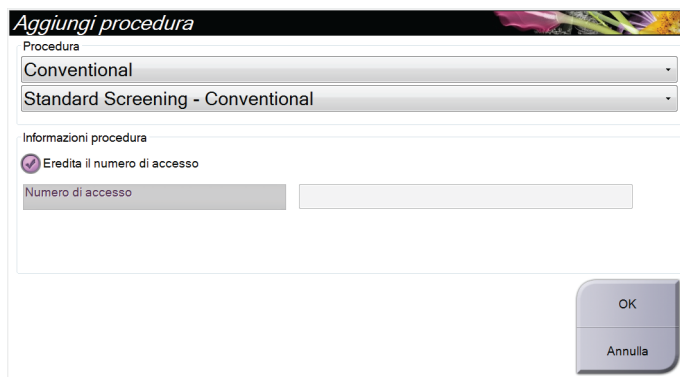 Aggiungi procedura
Procedura
Conventional
Standard Screening - Conventional
Informazioni procedura
Eredita il numero di accesso
Numero di accesso
OK
Annulla